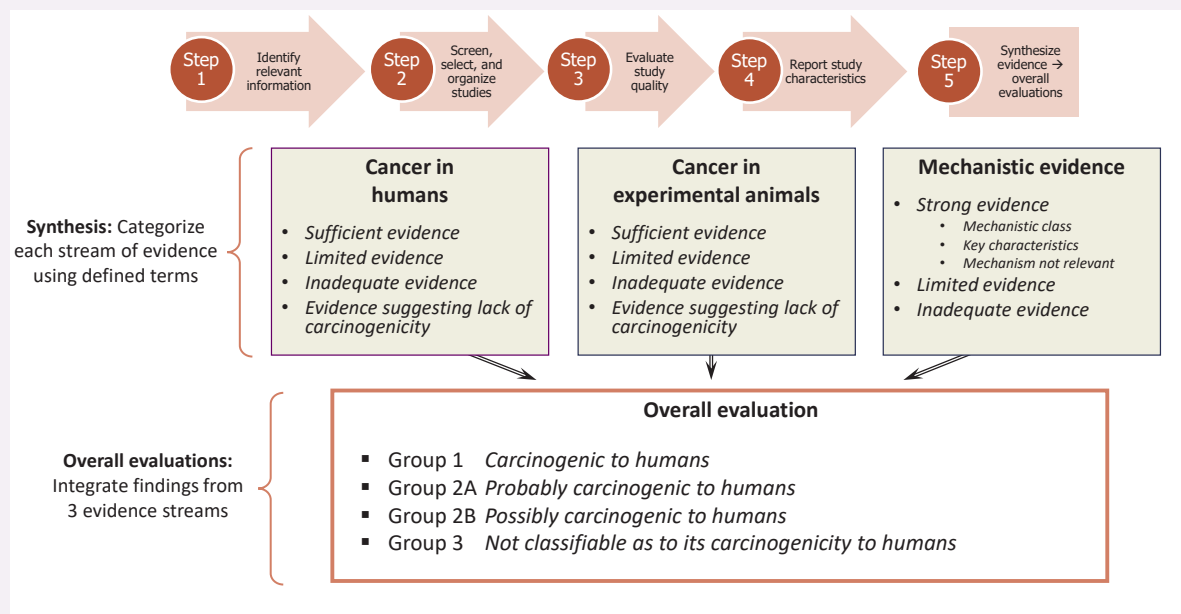 Step
1
Identify
relevant
information
Step
2
Screen,
select, and
organize
studies
Step
3
Evaluate
study
quality
Step
4
Report study
characteristics
Step
5
Synthesize
evidence →
overall
evaluations
Synthesis: Categorize
each stream of evidence
using defined terms
Cancer in
humans
• Sufficient evidence
• Limited evidence
• Inadequate evidence
• Evidence suggesting lack of
carcinogenicity
Cancer in
experimental animals
• Sufficient evidence
• Limited evidence
• Inadequate evidence
• Evidence suggesting lack of
carcinogenicity
Mechanistic evidence
• Strong evidence
• Mechanistic class
• Key characteristics
• Mechanism not relevant
• Limited evidence
• Inadequate evidence
Overall evaluations:
Integrate findings from
3 evidence streams
Overall evaluation
▪ Group 1 Carcinogenic to humans
▪ Group 2A Probably carcinogenic to humans
▪ Group 2B Possibly carcinogenic to humans
▪ Group 3 Not classifiable as to its carcinogenicity to humans